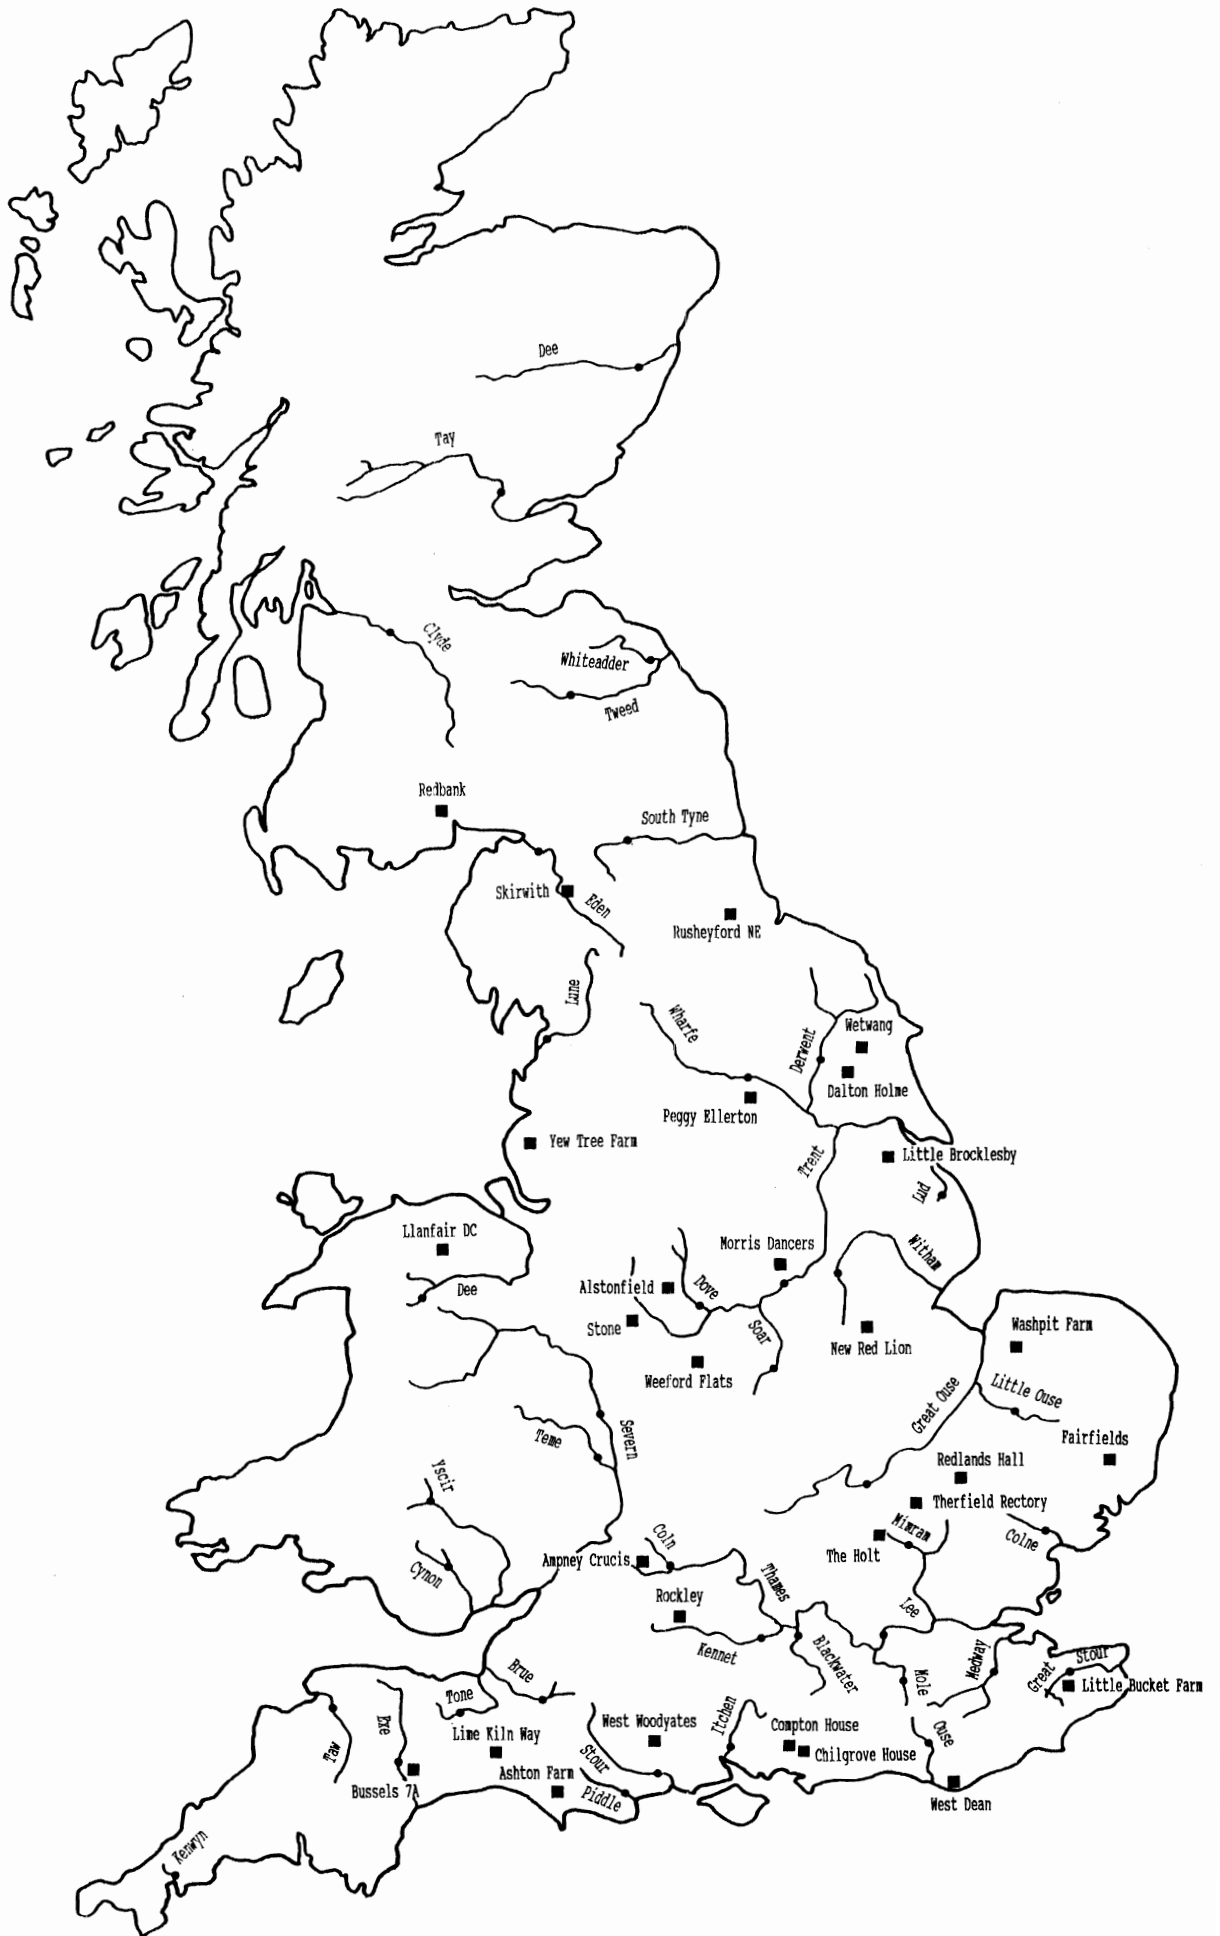 Dee
Tay
Clyde
Whiteadder
Tweed
Redbank
South Tyne
Skirwith
Eden
Rusheyford NE
Lune
Wharfe
Derwent
Wetwang
Dalton Holme
Peggy Ellerton
Yew Tree Farm
Trent
Little Brocklesby
Lud
Llanfair DC
Dee
Morris Dancers
Witham
Alstonfield
Dove
Stone
Soar
New Red Lion
Washpit Farm
Weeford Flats
Little Ouse
Great Ouse
Severn
Teme
Fairfields
Redlands Hall
Yscir
Therfield Rectory
Mimram
Colne
The Holt
Coln
Ampney Crucis
Cynon
Thames
Rockley
Lee
Kennet
Blackwater
Medway
Mole
Great Stour
Little Bucket Farm
Brue
Tone
Exe
Taw
Lime Kiln Way
West Woodyates
Itchen
Compton House
Chilgrove House
Ouse
Stour
Ashton Farm
Bussels 7A
Piddle
West Dean
Kenwyn